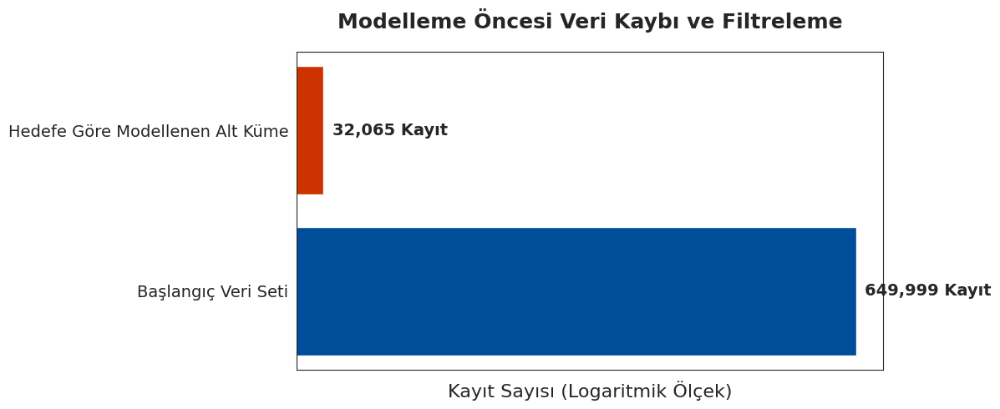 Modelleme Öncesi Veri Kaybı ve Filtreleme
Hedefe Göre Modellenen Alt Küme
32,065 Kayıt
Başlangıç Veri Seti
649,999 Kayıt
Kayıt Sayısı (Logaritmik Ölçek)